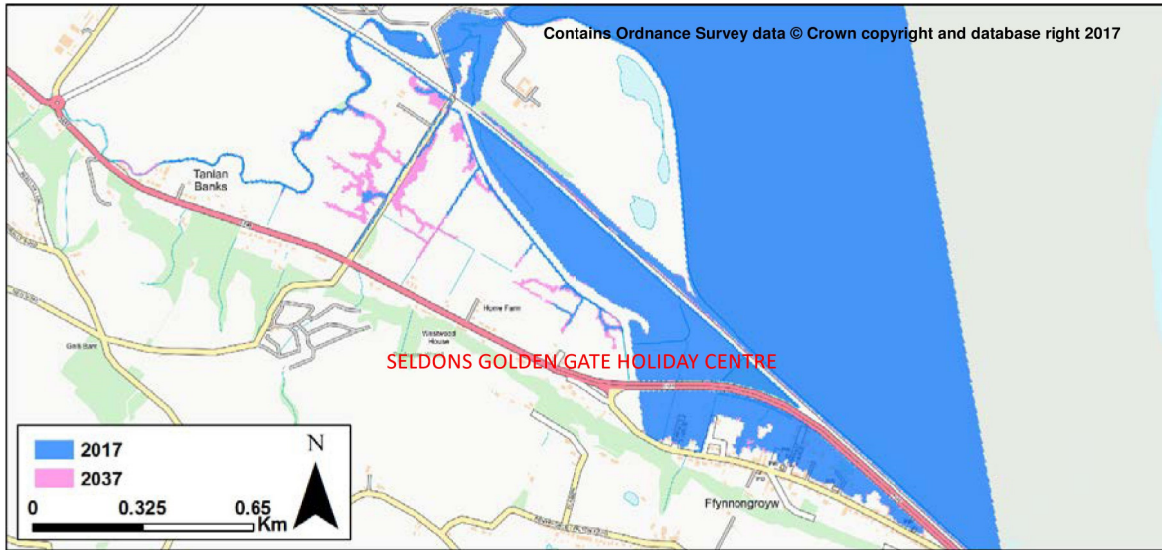 Contains Ordnance Survey data © Crown copyright and database right 2017
Tanlan
Banks
Home Farm
Westwood
House
SELDONS GOLDEN GATE HOLIDAY CENTRE
2017
2037
N
0 0.325 0.65
Km
Ffynnongroyw